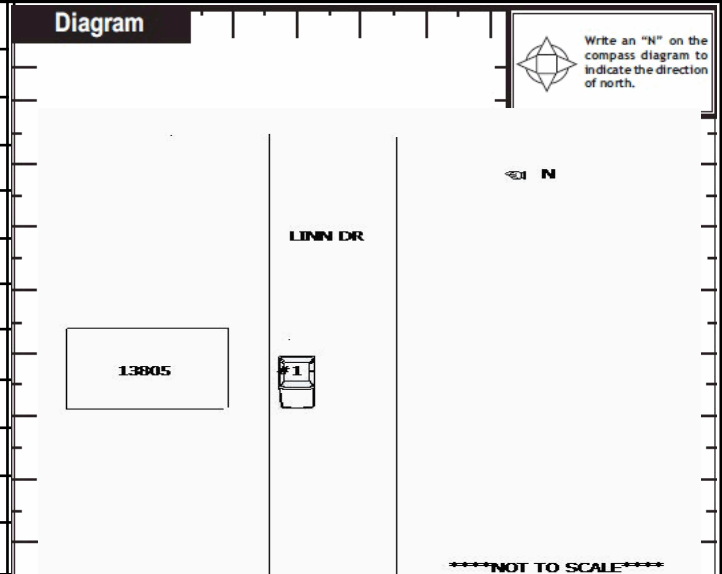 Diagram
Write an “N” on the
compass diagram to
indicate the direction
of north.
N
LINN DR
13805
#1
****NOT TO SCALE****